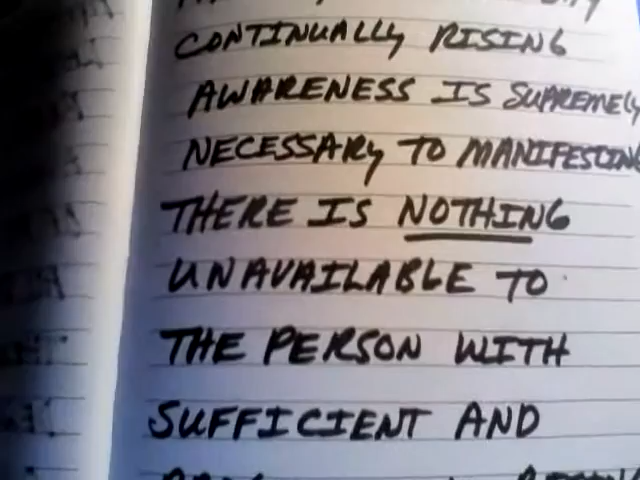 CONTINUALLY RISING
AWARENESS IS SUPREMELY
NECESSARY TO MANIFESTING
THERE IS NOTHING
UNAVAILABLE TO
THE PERSON WITH
SUFFICIENT AND